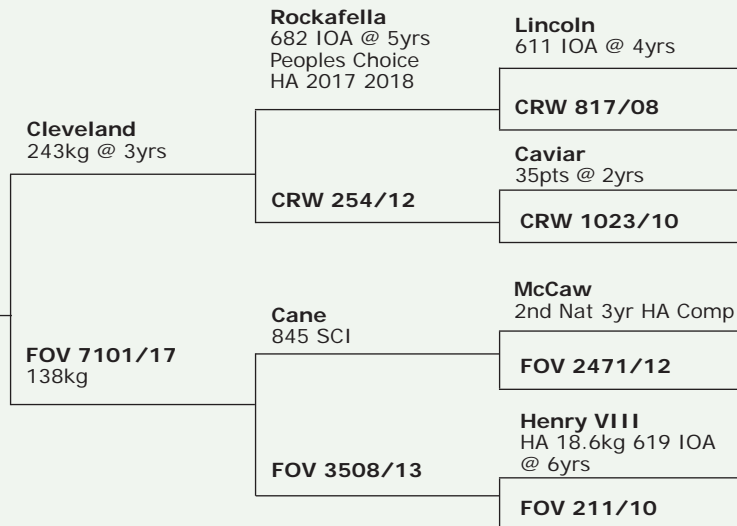 Cleveland
243kg @ 3yrs
FOV 7101/17
138kg
Rockafella
682 IOA @ 5yrs
Peoples Choice
HA 2017 2018
CRW 254/12
Cane
845 SCI
FOV 3508/13
Lincoln
611 IOA @ 4yrs
CRW 817/08
Caviar
35pts @ 2yrs
CRW 1023/10
McCaw
2nd Nat 3yr HA Comp
FOV 2471/12
Henry VIII
HA 18.6kg 619 IOA
@ 6yrs
FOV 211/10